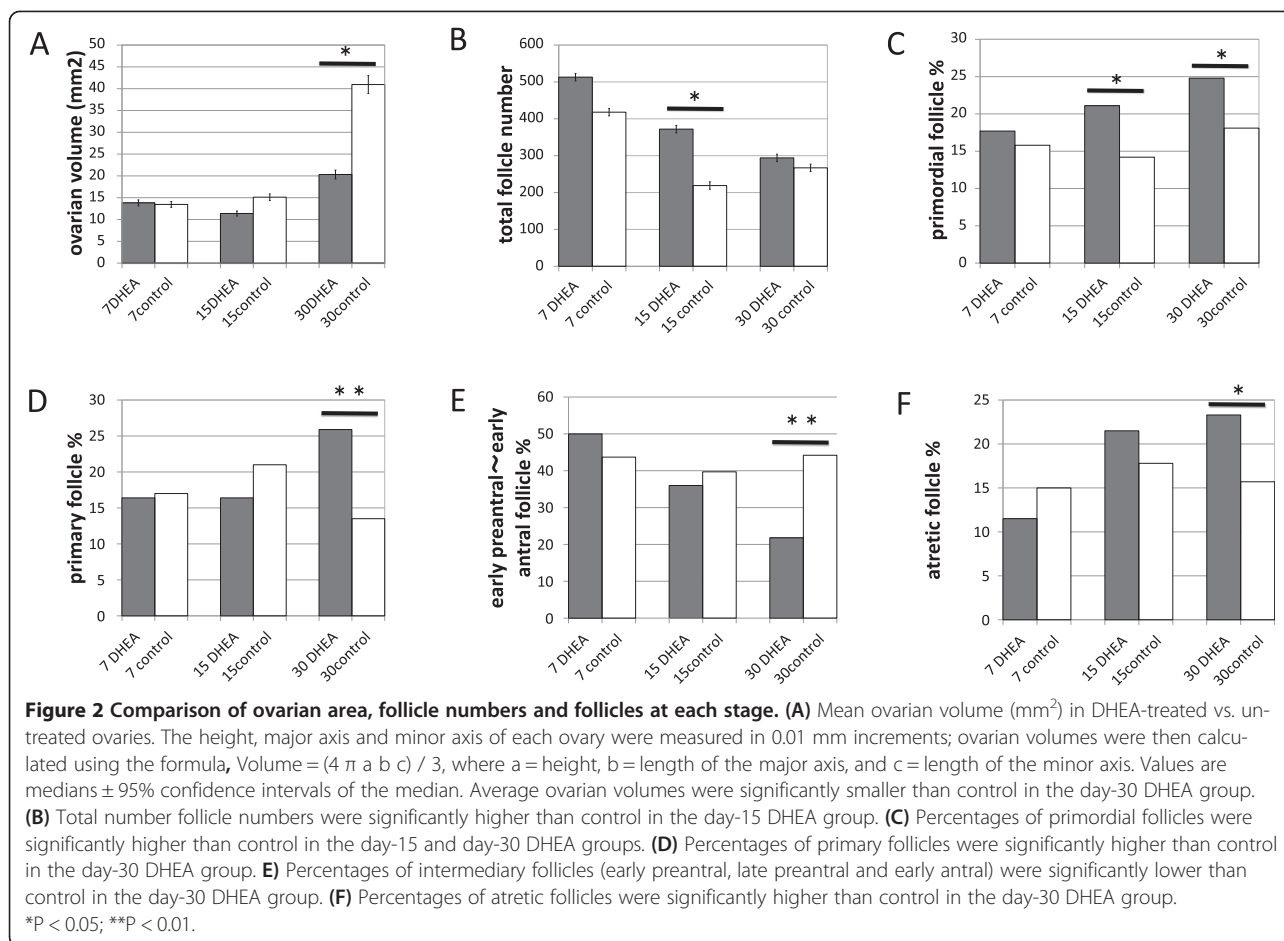 A
ovarian volume (mm2)
50
45
40
35
30
25
20
15
10
5
0
*
7DHEA
7control
15DHEA
15control
30DHEA
30control
B
total follicle number
600
500
400
300
200
100
0
*
7 DHEA
7 control
15 DHEA
15 control
30 DHEA
30 control
C
primordial follicle %
30
25
20
15
10
5
0
*
*
7 DHEA
7 control
15 DHEA
15control
30 DHEA
30control
D
primary follcle %
30
25
20
15
10
5
0
* *
7 DHEA
7 control
15 DHEA
15 control
30 DHEA
30 control
E
early preantral~early
antral follicle %
60
50
40
30
20
10
0
* *
7 DHEA
7 control
15 DHEA
15control
30 DHEA
30control
F
atretic follcle %
25
20
15
10
5
0
*
7 DHEA
7 control
15 DHEA
15control
30 DHEA
30control
Figure 2 Comparison of ovarian area, follicle numbers and follicles at each stage. (A) Mean ovarian volume (mm²) in DHEA-treated vs. un-
treated ovaries. The height, major axis and minor axis of each ovary were measured in 0.01 mm increments; ovarian volumes were then calcu-
lated using the formula, Volume = (4 π a b c) / 3, where a = height, b = length of the major axis, and c = length of the minor axis. Values are
medians ± 95% confidence intervals of the median. Average ovarian volumes were significantly smaller than control in the day-30 DHEA group.
(B) Total number follicle numbers were significantly higher than control in the day-15 DHEA group. (C) Percentages of primordial follicles were
significantly higher than control in the day-15 and day-30 DHEA groups. (D) Percentages of primary follicles were significantly higher than control
in the day-30 DHEA group. E) Percentages of intermediary follicles (early preantral, late preantral and early antral) were significantly lower than
control in the day-30 DHEA group. (F) Percentages of atretic follicles were significantly higher than control in the day-30 DHEA group.
*P < 0.05; **P < 0.01.